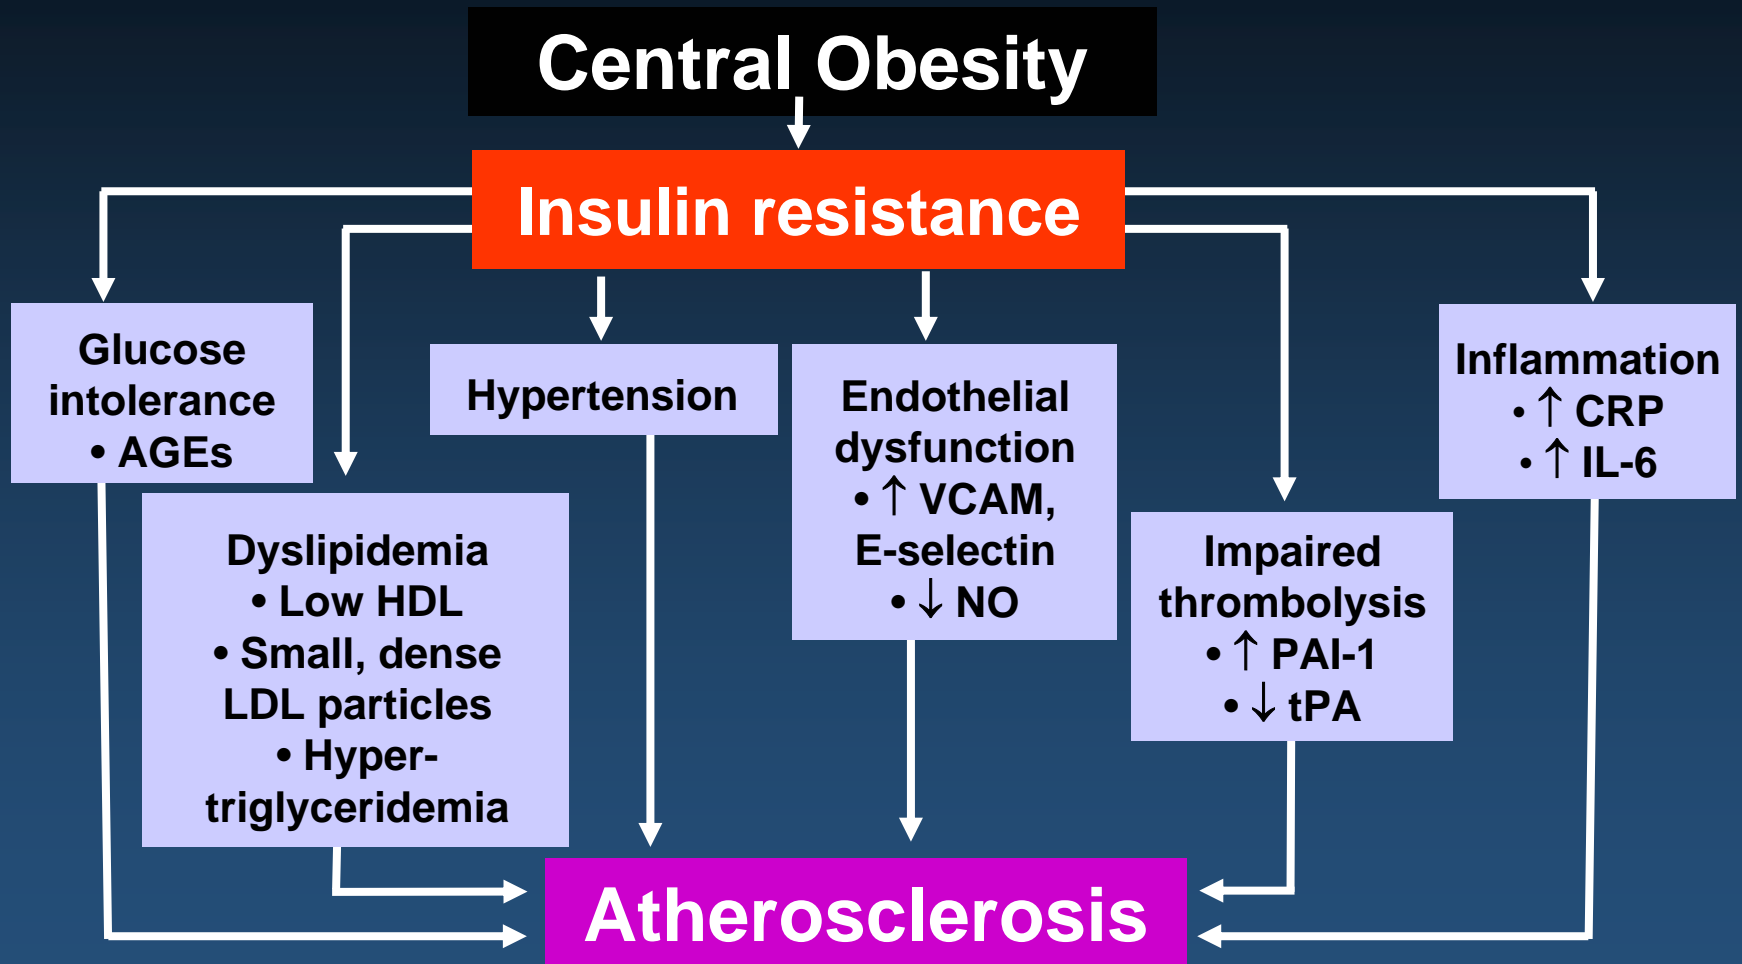 Central Obesity
Insulin resistance
Glucose
intolerance
• AGEs
Dyslipidemia
• Low HDL
• Small, dense
LDL particles
• Hyper-
triglyceridemia
Hypertension
Endothelial
dysfunction
• ↑ VCAM,
E-selectin
• ↓ NO
Impaired
thrombolysis
• ↑ PAI-1
• ↓ tPA
Inflammation
• ↑ CRP
• ↑ IL-6
Atherosclerosis